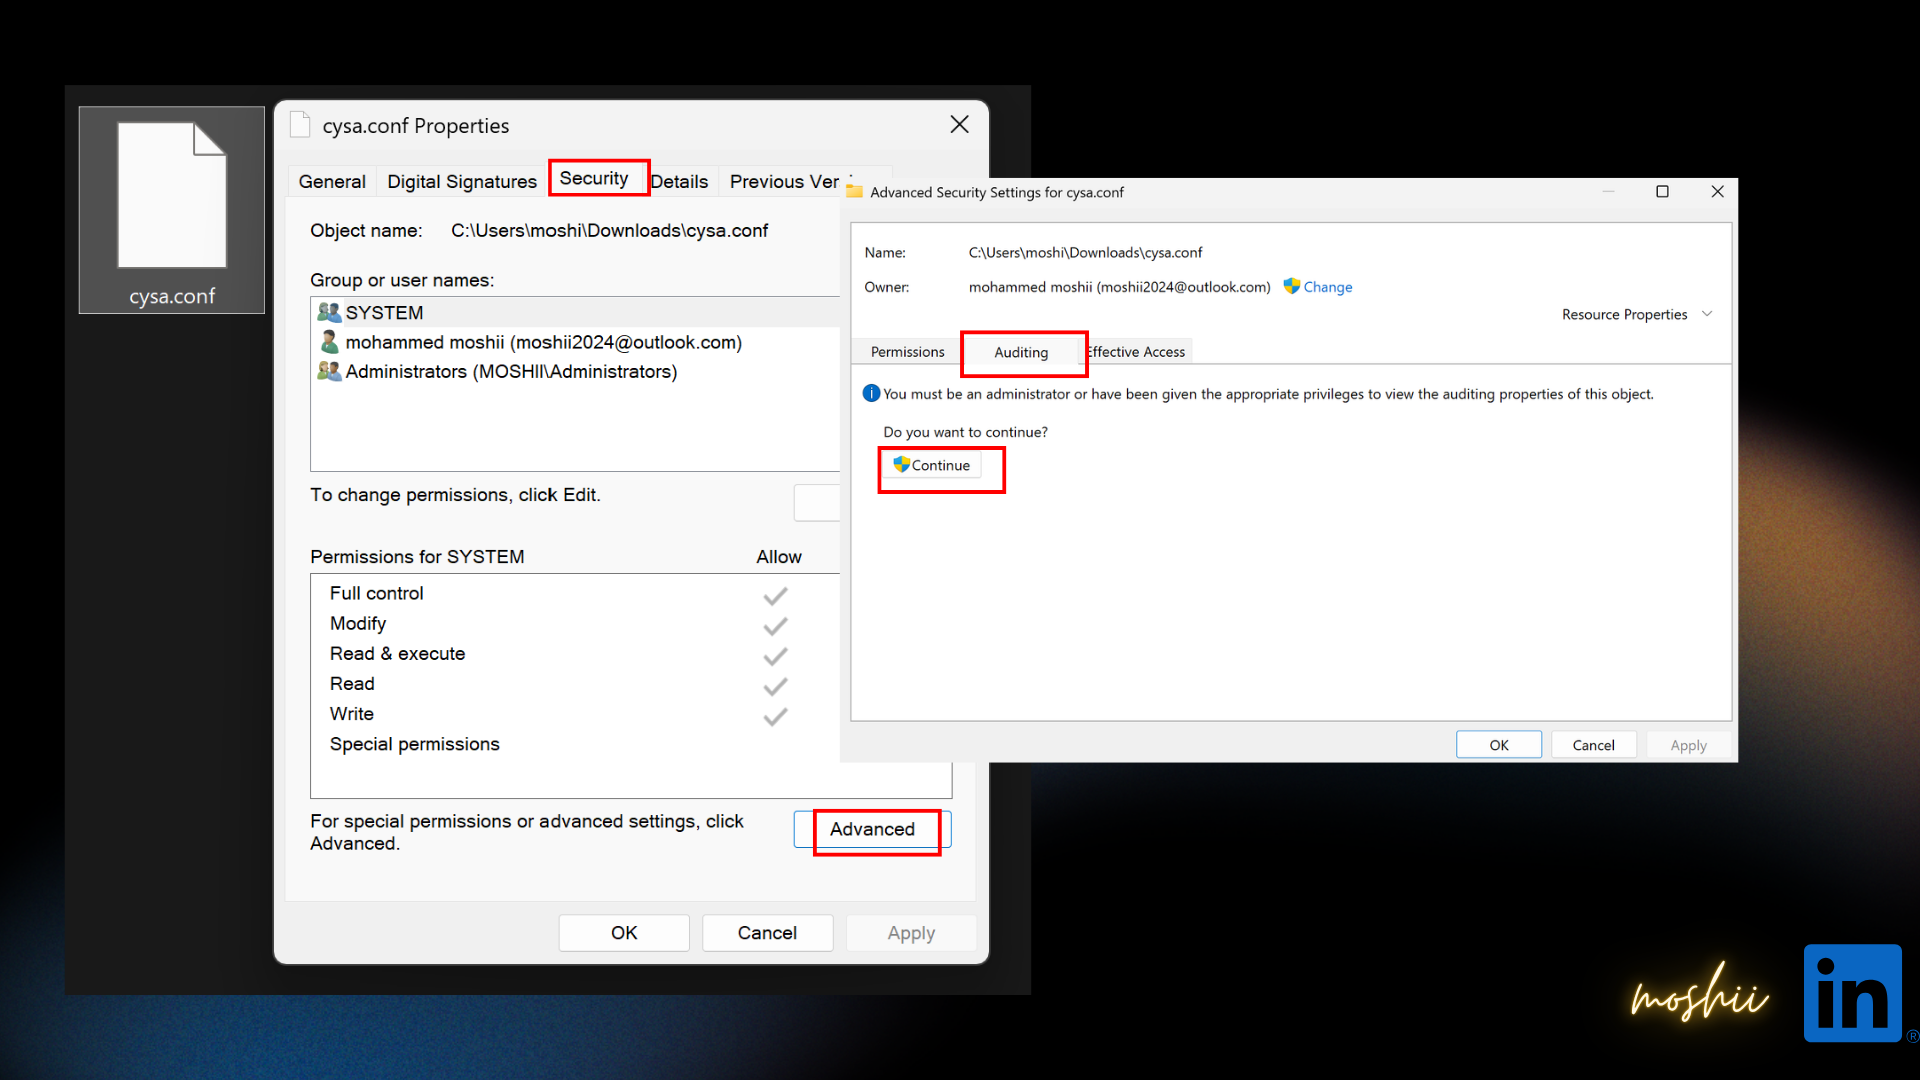 cysa.conf
cysa.conf Properties
General
Digital Signatures
Security
Details
Previous Ver
Object name: C:\Users\moshi\Downloads\cysa.conf
Group or user names:
SYSTEM
mohammed moshii (moshii2024@outlook.com)
Administrators (MOSHII\Administrators)
To change permissions, click Edit.
Permissions for SYSTEM Allow
Full control
Modify
Read & execute
Read
Write
Special permissions
For special permissions or advanced settings, click
Advanced.
Advanced
OK
Cancel
Apply
Advanced Security Settings for cysa.conf
Name: C:\Users\moshi\Downloads\cysa.conf
Owner: mohammed moshii (moshii2024@outlook.com) Change
Resource Properties
Permissions
Auditing
Effective Access
You must be an administrator or have been given the appropriate privileges to view the auditing properties of this object.
Do you want to continue?
Continue
OK
Cancel
Apply
moshii
in
®